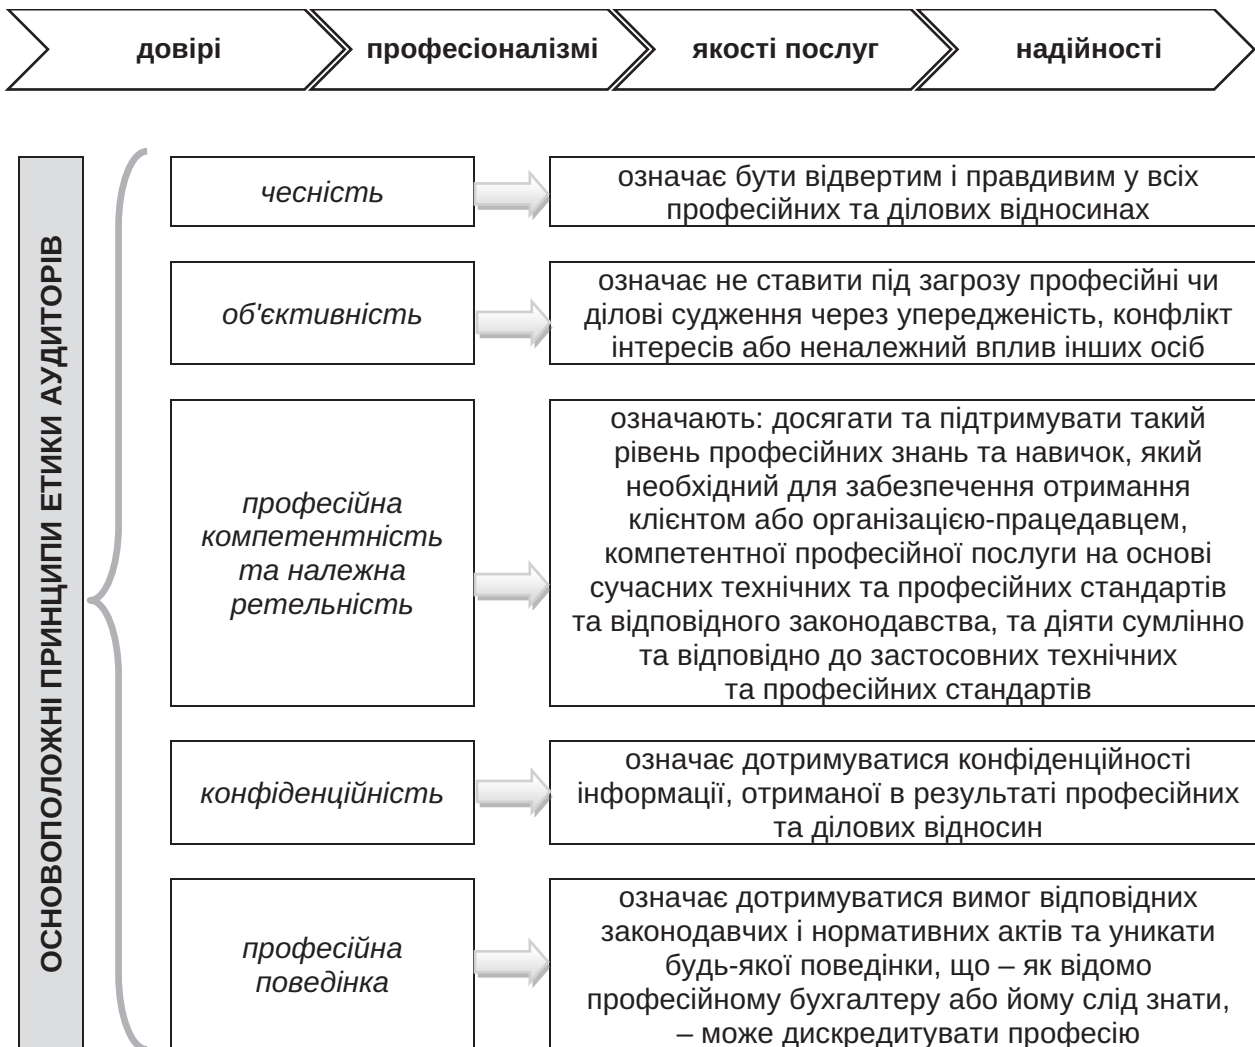 довірі
професіоналізмі
якості послуг
надійності
ОСНОВОПОЛОЖНІ ПРИНЦИПИ ЕТИКИ АУДИТОРІВ
чесність
означає бути відвертим і правдивим у всіх
професійних та ділових відносинах
об'єктивність
означає не ставити під загрозу професійні чи
ділові судження через упередженість, конфлікт
інтересів або неналежний вплив інших осіб
професійна
компетентність
та належна
ретельність
означають: досягати та підтримувати такий
рівень професійних знань та навичок, який
необхідний для забезпечення отримання
клієнтом або організацією-працедавцем,
компетентної професійної послуги на основі
сучасних технічних та професійних стандартів
та відповідного законодавства, та діяти сумлінно
та відповідно до застосовних технічних
та професійних стандартів
конфіденційність
означає дотримуватися конфіденційності
інформації, отриманої в результаті професійних
та ділових відносин
професійна
поведінка
означає дотримуватися вимог відповідних
законодавчих і нормативних актів та уникати
будь-якої поведінки, що – як відомо
професійному бухгалтеру або йому слід знати,
– може дискредитувати професію